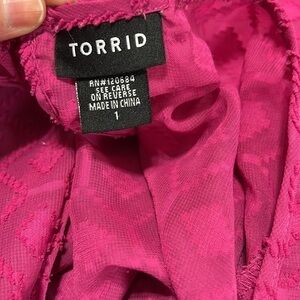 TORRID
RN#120684
SEE CARE
ON REVERSE
MADE IN CHINA
1